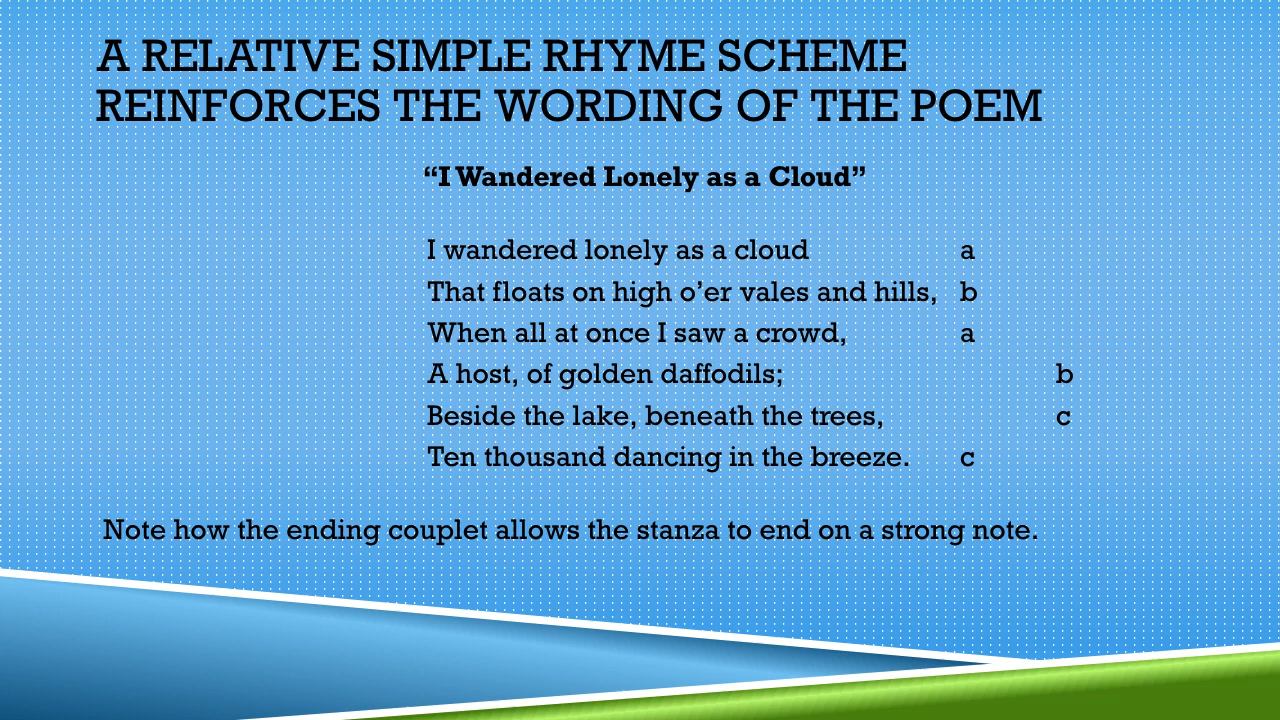 A RELATIVE SIMPLE RHYME SCHEME
REINFORCES THE WORDING OF THE POEM
“I Wandered Lonely as a Cloud”
I wandered lonely as a cloud a
That floats on high o’er vales and hills, b
When all at once I saw a crowd, a
A host, of golden daffodils; b
Beside the lake, beneath the trees, c
Ten thousand dancing in the breeze. c
Note how the ending couplet allows the stanza to end on a strong note.